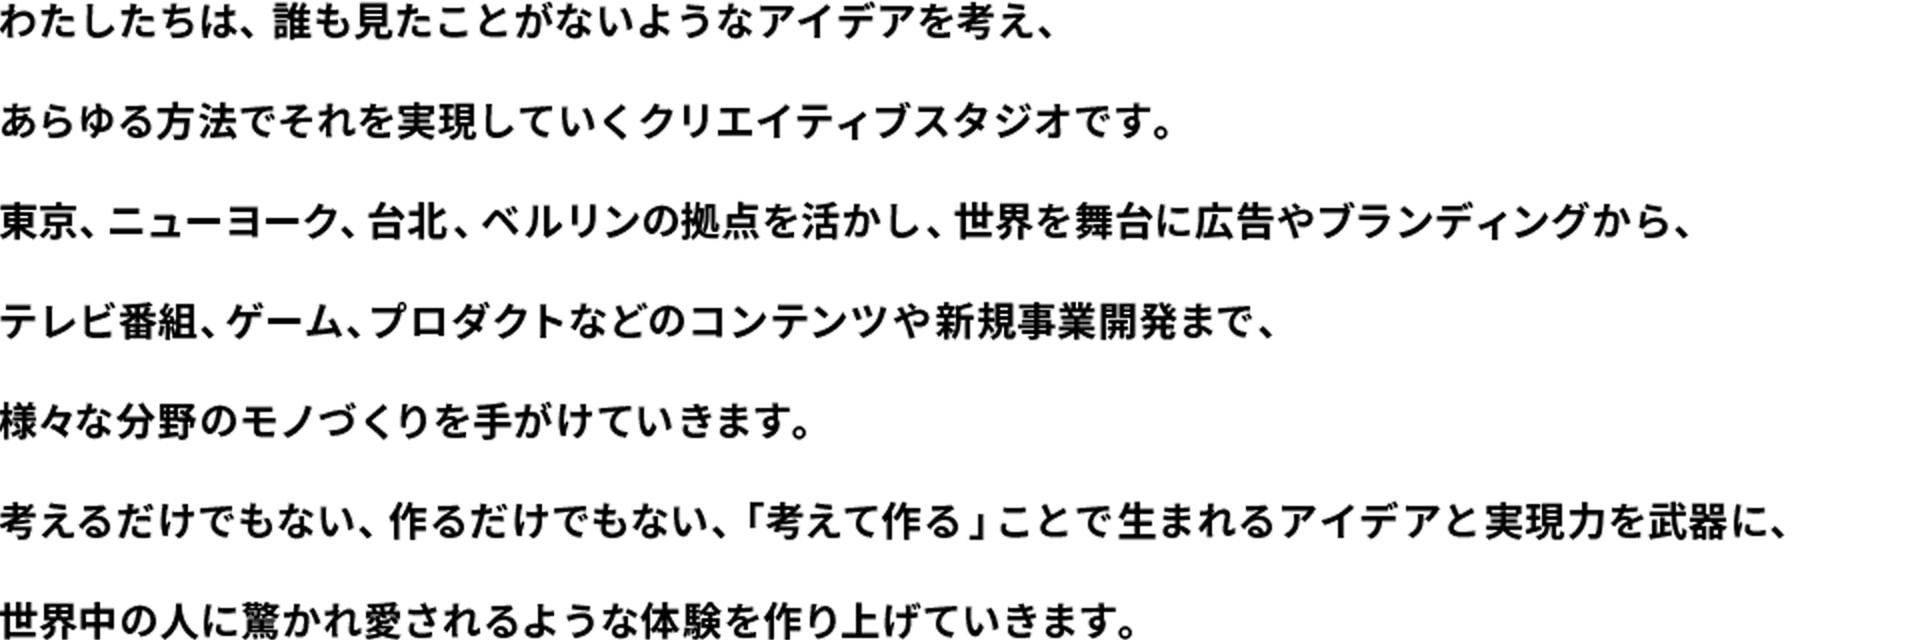 わたしたちは、誰も見たことがないようなアイデアを考え、
あらゆる方法でそれを実現していくクリエイティブスタジオです。
東京、ニューヨーク、台北、ベルリンの拠点を活かし、世界を舞台に広告やブランディングから、
テレビ番組、ゲーム、プロダクトなどのコンテンツや新規事業開発まで、
様々な分野のモノづくりを手がけていきます。
考えるだけでもない、作るだけでもない、「考えて作る」ことで生まれるアイデアと実現力を武器に、
世界中の人に驚かれ愛されるような体験を作り上げていきます。